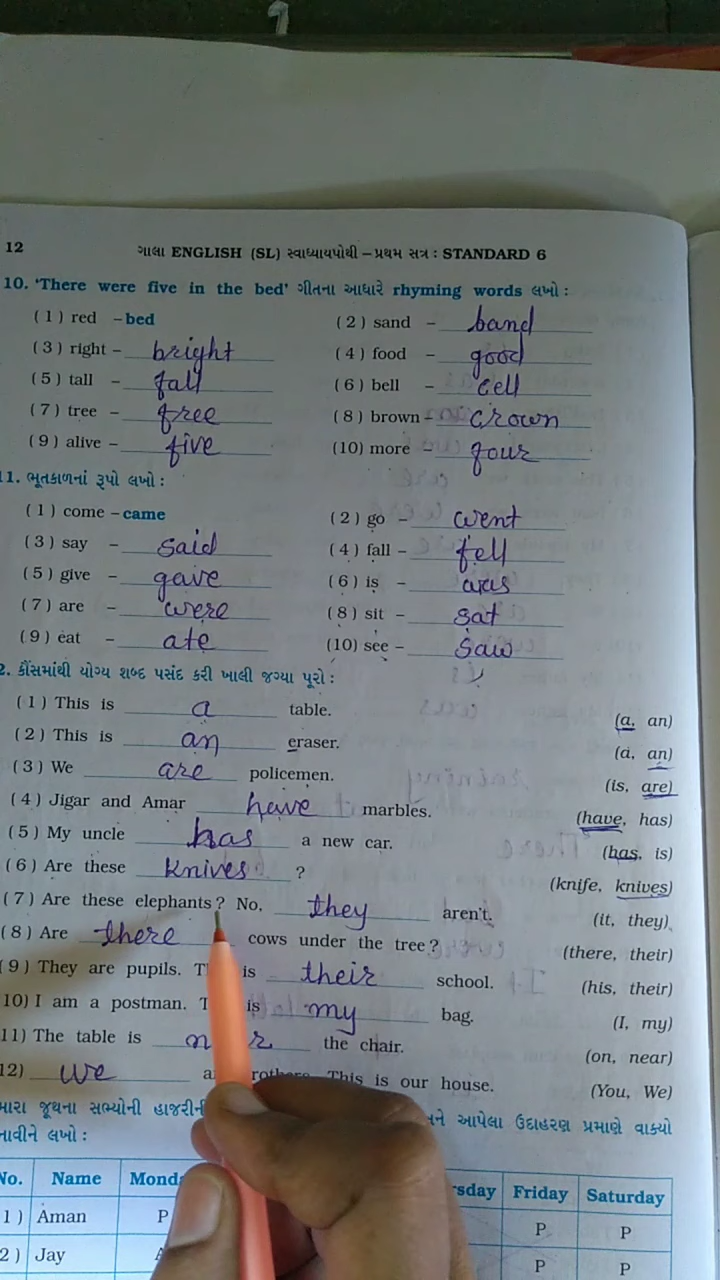 12 ગાલા ENGLISH (SL) સ્વાધ્યાયપોથી – પ્રથમ સત્ર : STANDARD 6
10. 'There were five in the bed' ગીતના આધારે rhyming words લખો :
(1) red – bed (2) sand – band
(3) right – bright (4) food – good
(5) tall – fall (6) bell – cell
(7) tree – free (8) brown – crown
(9) alive – five (10) more – four
11. ભૂતકાળનાં રૂપો લખો :
(1) come – came (2) go – went
(3) say – said (4) fall – fell
(5) give – gave (6) is – was
(7) are – were (8) sit – sat
(9) eat – ate (10) see – saw
2. કૌંસમાંથી યોગ્ય શબ્દ પસંદ કરી ખાલી જગ્યા પૂરો :
(1) This is a table. (a, an)
(2) This is an eraser. (a, an)
(3) We are policemen. (is, are)
(4) Jigar and Amar have marbles. (have, has)
(5) My uncle has a new car. (has, is)
(6) Are these knives ? (knife, knives)
(7) Are these elephants? No, they aren't. (it, they)
(8) Are there cows under the tree? (there, their)
(9) They are pupils. is their school. (his, their)
10) I am a postman. is my bag. (I, my)
11) The table is the chair. (on, near)
12) we This is our house. (You, We)
મારા જૂથના સભ્યોની આપેલા ઉદાહરણ પ્રમાણે વાક્યો
લખો :
No. Name Friday Saturday
1) Aman P P P
2) Jay A P P